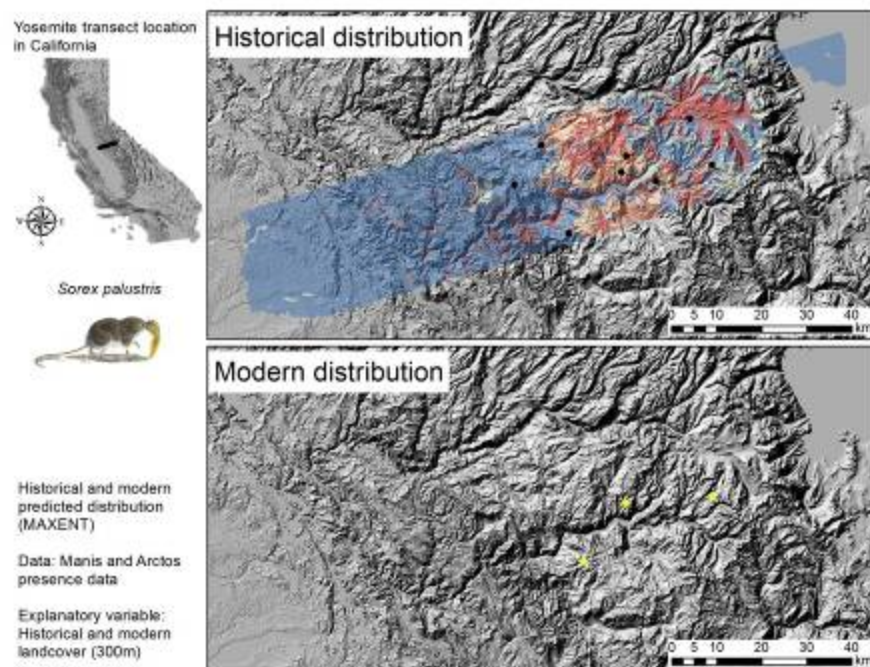 Yosemite transect location
in California
N
W
E
S
Sorex palustris
Historical and modern
predicted distribution
(MAXENT)
Data: Manis and Arctos
presence data
Explanatory variable:
Historical and modern
landcover (300m)
Historical distribution
0 5 10 20 30 40
km
Modern distribution
0 5 10 20 30 40
km